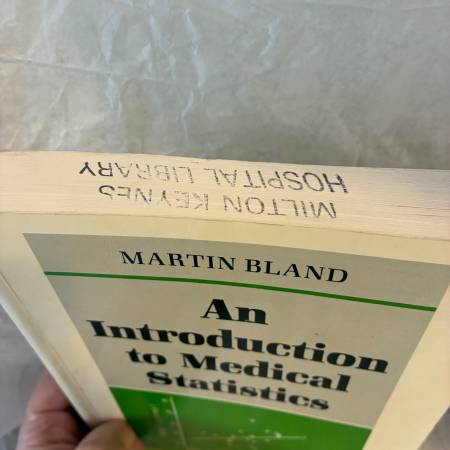 MILTON KEYNES
HOSPITAL LIBRARY
MARTIN BLAND
An
Introduction
to Medical
Statistics